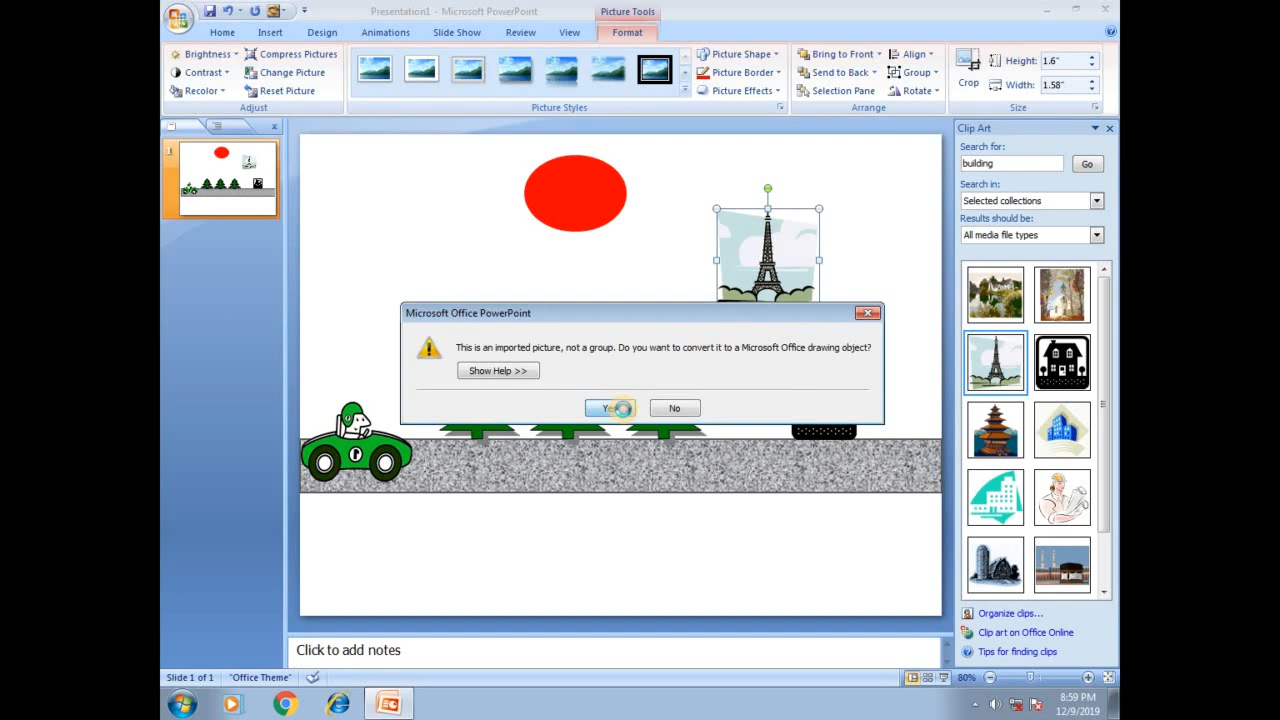 Presentation1 - Microsoft PowerPoint
Picture Tools
Home Insert Design Animations Slide Show Review View Format
Brightness Compress Pictures Picture Shape Bring to Front Align Height: 1.6"
Contrast Change Picture Picture Border Send to Back Group Crop Width: 1.58"
Recolor Reset Picture Picture Effects Selection Pane Rotate
Adjust Picture Styles Arrange Size
1
Clip Art
Search for:
building Go
Search in:
Selected collections
Results should be:
All media file types
Microsoft Office PowerPoint
This is an imported picture, not a group. Do you want to convert it to a Microsoft Office drawing object?
Show Help >>
No
Organize clips...
Clip art on Office Online
Tips for finding clips
Click to add notes
Slide 1 of 1 "Office Theme" 80%
8:59 PM
12/9/2019